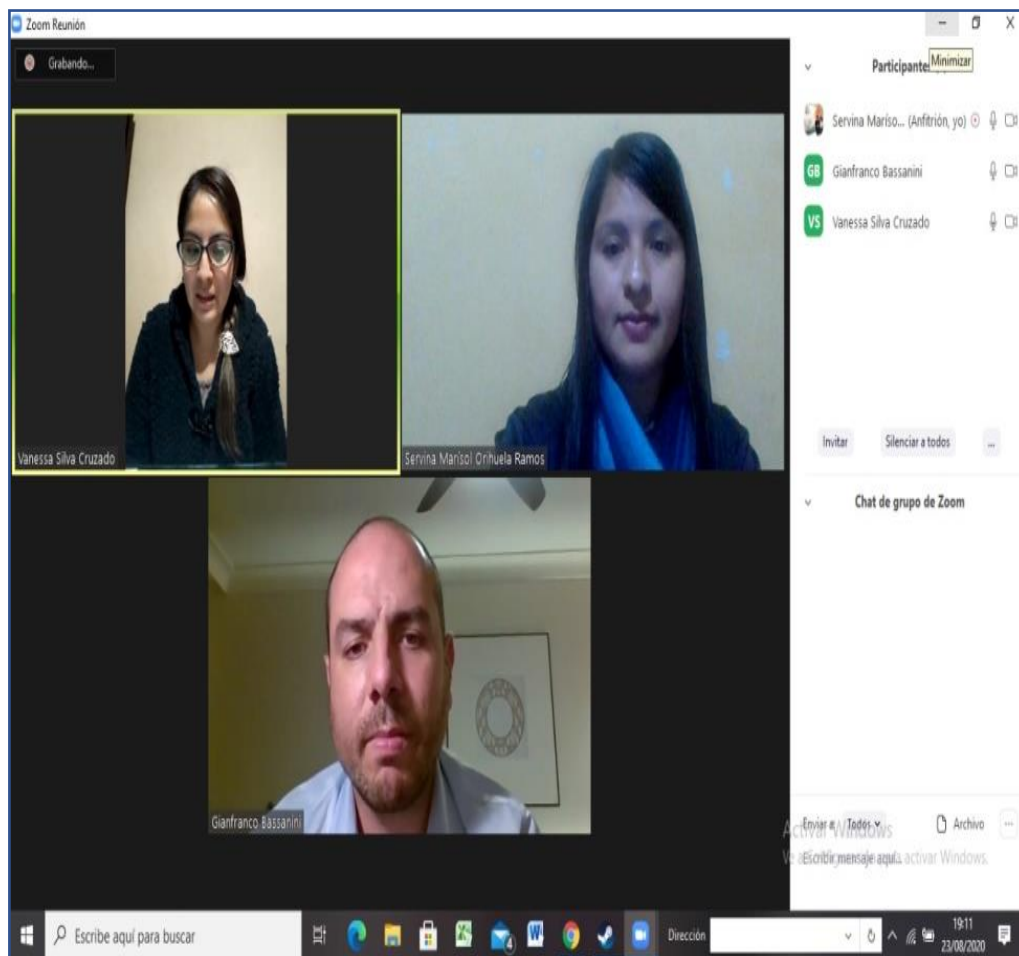 Zoom Reunión
Grabando...
Minimizar
Participantes
Servina Mariso... (Anfitrión, yo)
GB Gianfranco Bassanini
VS Vanessa Silva Cruzado
Vanessa Silva Cruzado
Servina Marisol Orihuela Ramos
Gianfranco Bassanini
Invitar
Silenciar a todos
...
Chat de grupo de Zoom
Enviar a: Todos
Archivo
...
Escribir mensaje aquí...
Activar Windows
activar Windows.
Escribe aquí para buscar
4
Dirección
19:11
23/08/2020